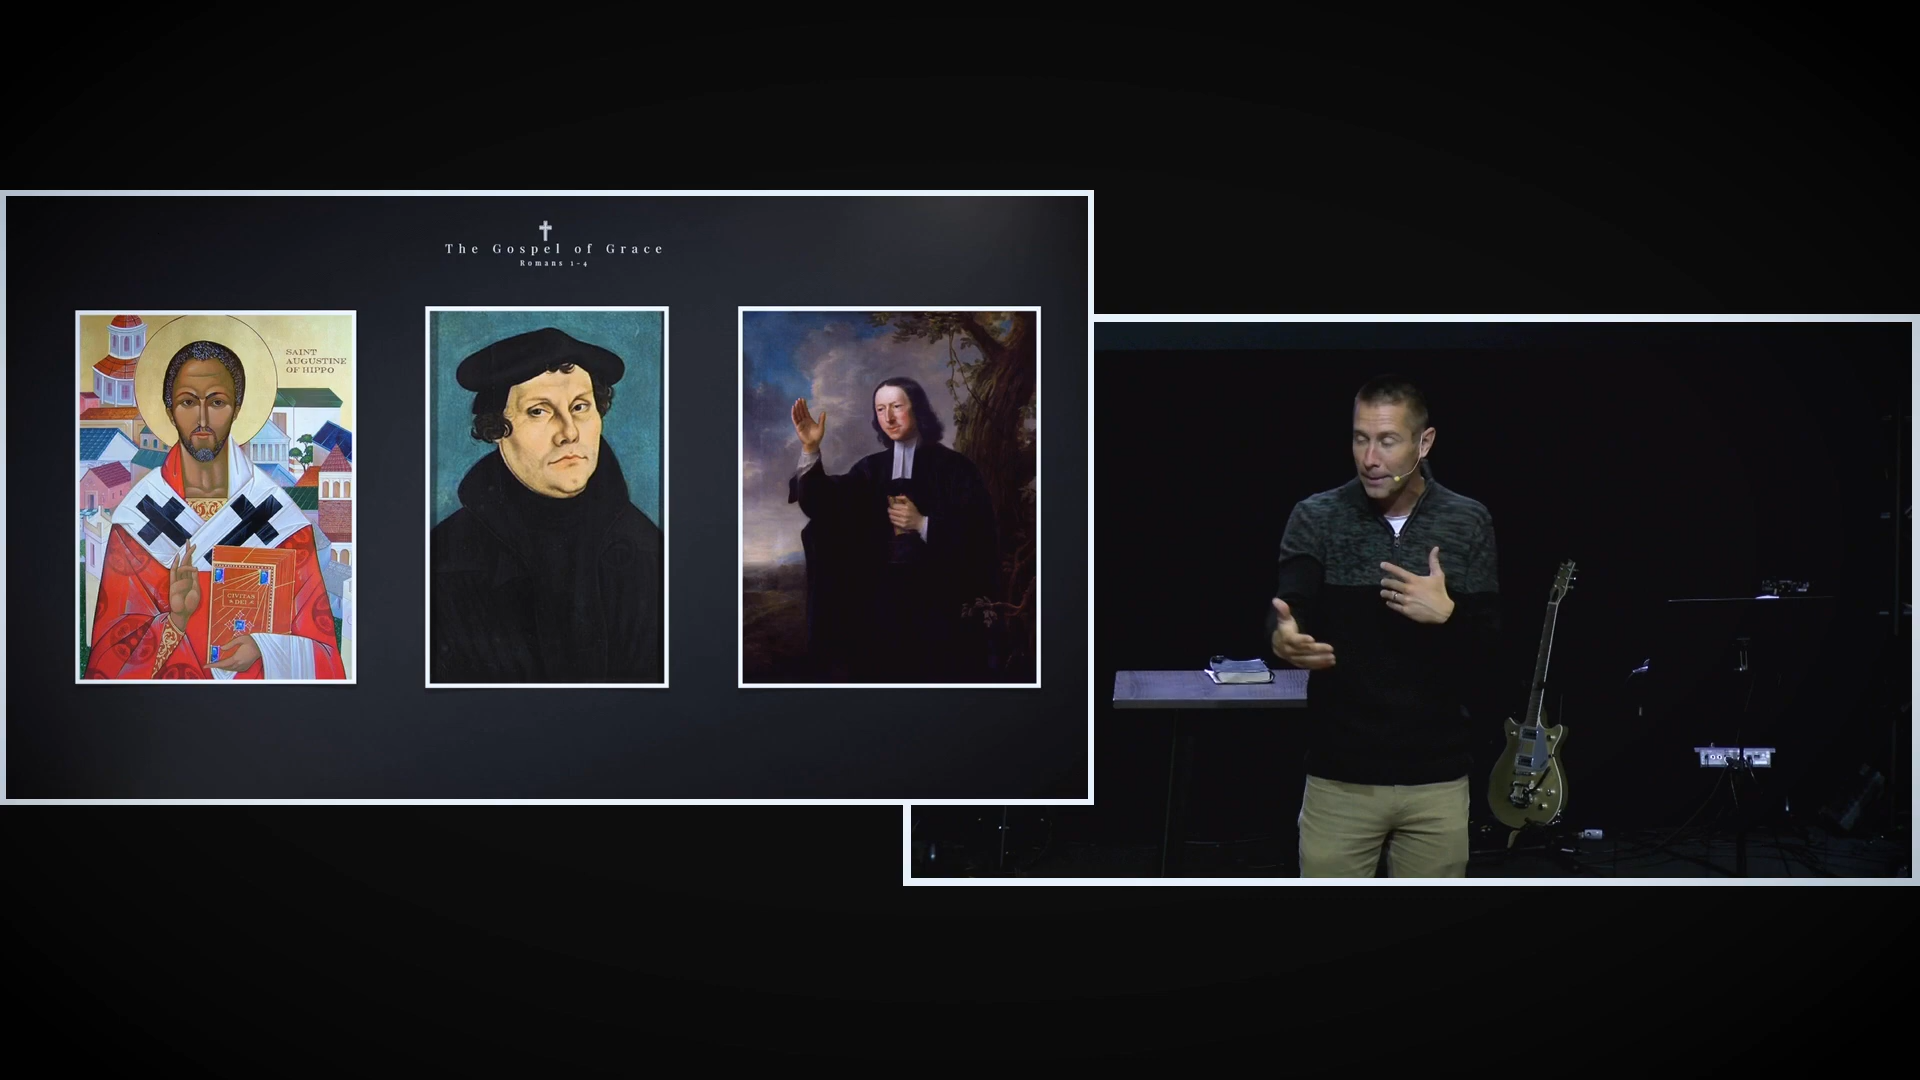 The Gospel of Grace
Romans 1-4
SAINT
AUGUSTINE
OF HIPPO
CIVITAS
DEI